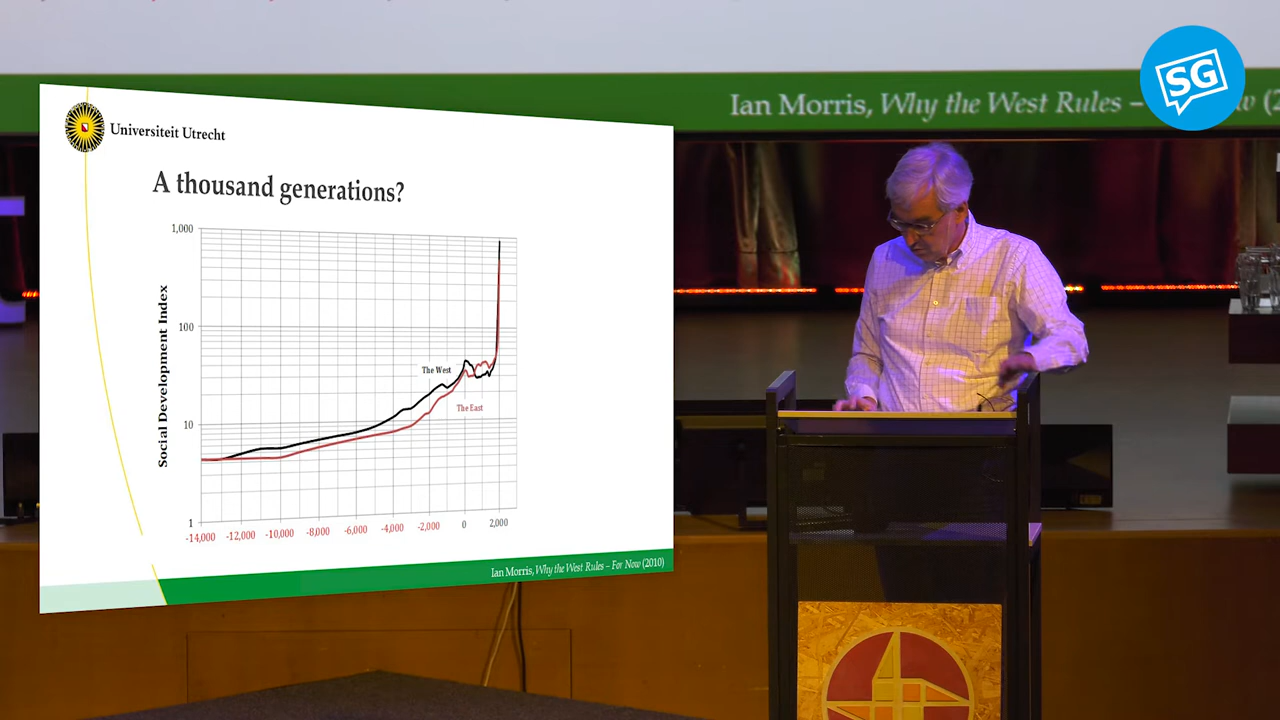 Ian Morris, Why the West Rules –
SG
Universiteit Utrecht
A thousand generations?
1,000
100
10
1
Social Development Index
The West
The East
-14,000 -12,000 -10,000 -8,000 -6,000 -4,000 -2,000 0 2,000
Ian Morris, Why the West Rules – For Now (2010)